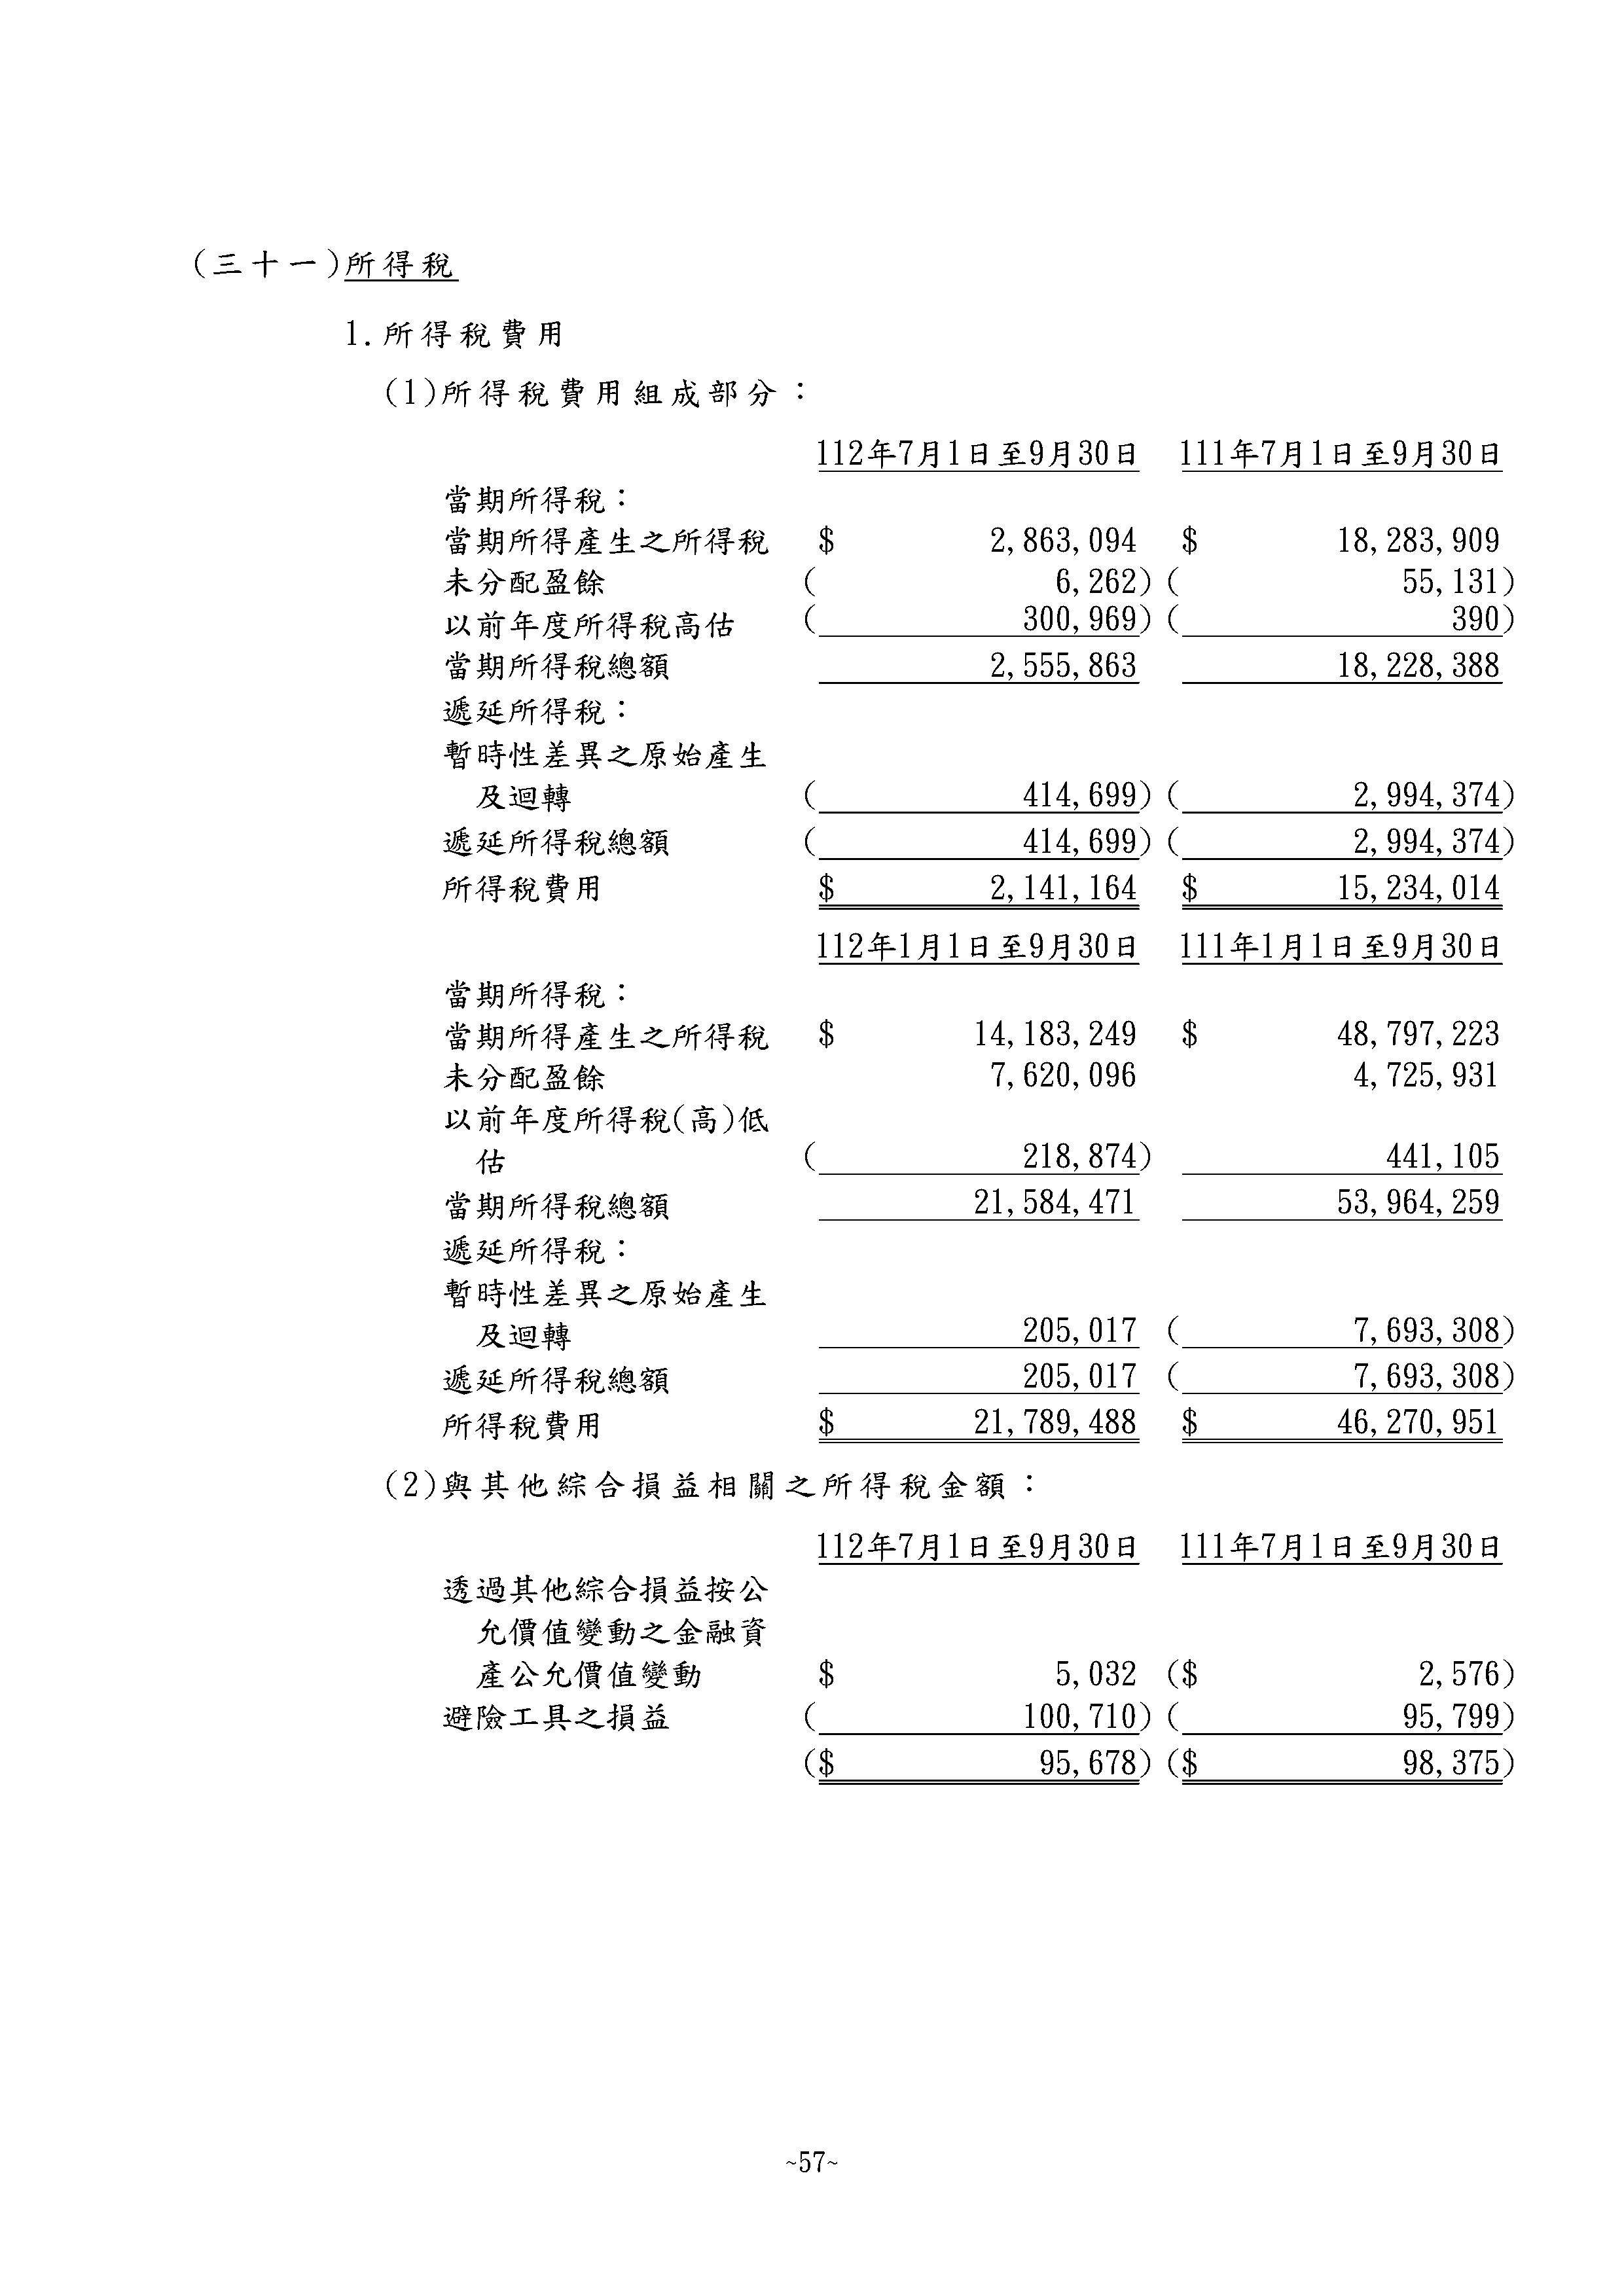 (三十一)所得稅
1.所得稅費用
(1)所得稅費用組成部分：
112年7月1日至9月30日 111年7月1日至9月30日
當期所得稅：
當期所得產生之所得稅 $ 2,863,094 $ 18,283,909
未分配盈餘 ( 6,262) ( 55,131)
以前年度所得稅高估 ( 300,969) ( 390)
當期所得稅總額 2,555,863 18,228,388
遞延所得稅：
暫時性差異之原始產生
及迴轉 ( 414,699) ( 2,994,374)
遞延所得稅總額 ( 414,699) ( 2,994,374)
所得稅費用 $ 2,141,164 $ 15,234,014
112年1月1日至9月30日 111年1月1日至9月30日
當期所得稅：
當期所得產生之所得稅 $ 14,183,249 $ 48,797,223
未分配盈餘 7,620,096 4,725,931
以前年度所得稅(高)低
估 ( 218,874) 441,105
當期所得稅總額 21,584,471 53,964,259
遞延所得稅：
暫時性差異之原始產生
及迴轉 205,017 ( 7,693,308)
遞延所得稅總額 205,017 ( 7,693,308)
所得稅費用 $ 21,789,488 $ 46,270,951
(2)與其他綜合損益相關之所得稅金額：
112年7月1日至9月30日 111年7月1日至9月30日
透過其他綜合損益按公
允價值變動之金融資
產公允價值變動 $ 5,032 ($ 2,576)
避險工具之損益 ( 100,710) ( 95,799)
($ 95,678) ($ 98,375)
~57~